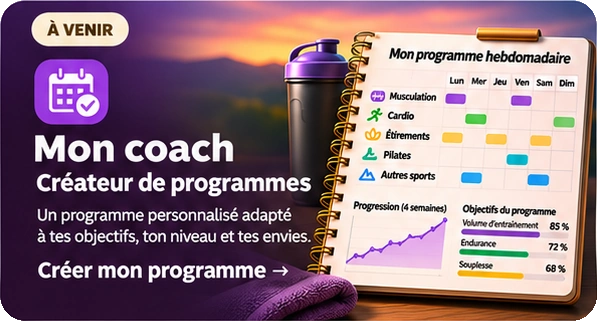 À VENIR
Mon coach
Créateur de programmes
Un programme personnalisé adapté
à tes objectifs, ton niveau et tes envies.
Créer mon programme →
Mon programme hebdomadaire
Lun Mer Jeu Ven Sam Dim
Musculation
Cardio
Étirements
Pilates
Autres sports
Progression (4 semaines)
Objectifs du programme
Volume d'entrainement 85 %
Endurance 72 %
Souplesse 68 %